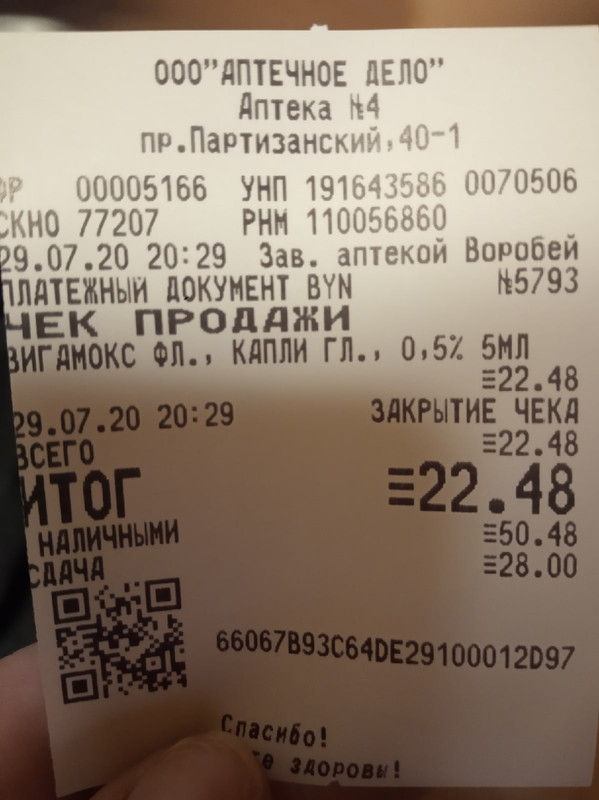 ООО"АПТЕЧНОЕ ДЕЛО"
Аптека №4
пр.Партизанский,40-1
00005166 УНП 191643586 0070506
СКНО 77207 РНМ 110056860
29.07.20 20:29 Зав. аптекой Воробей
ПЛАТЕЖНЫЙ ДОКУМЕНТ BYN №5793
ЧЕК ПРОДАЖИ
ВИГАМОКС ФЛ., КАПЛИ ГЛ., 0,5% 5МЛ
≡22.48
29.07.20 20:29 ЗАКРЫТИЕ ЧЕКА
ВСЕГО ≡22.48
ИТОГ ≡22.48
НАЛИЧНЫМИ ≡50.48
СДАЧА ≡28.00
66067B93C64DE29100012D97
Спасибо!
здоровы!